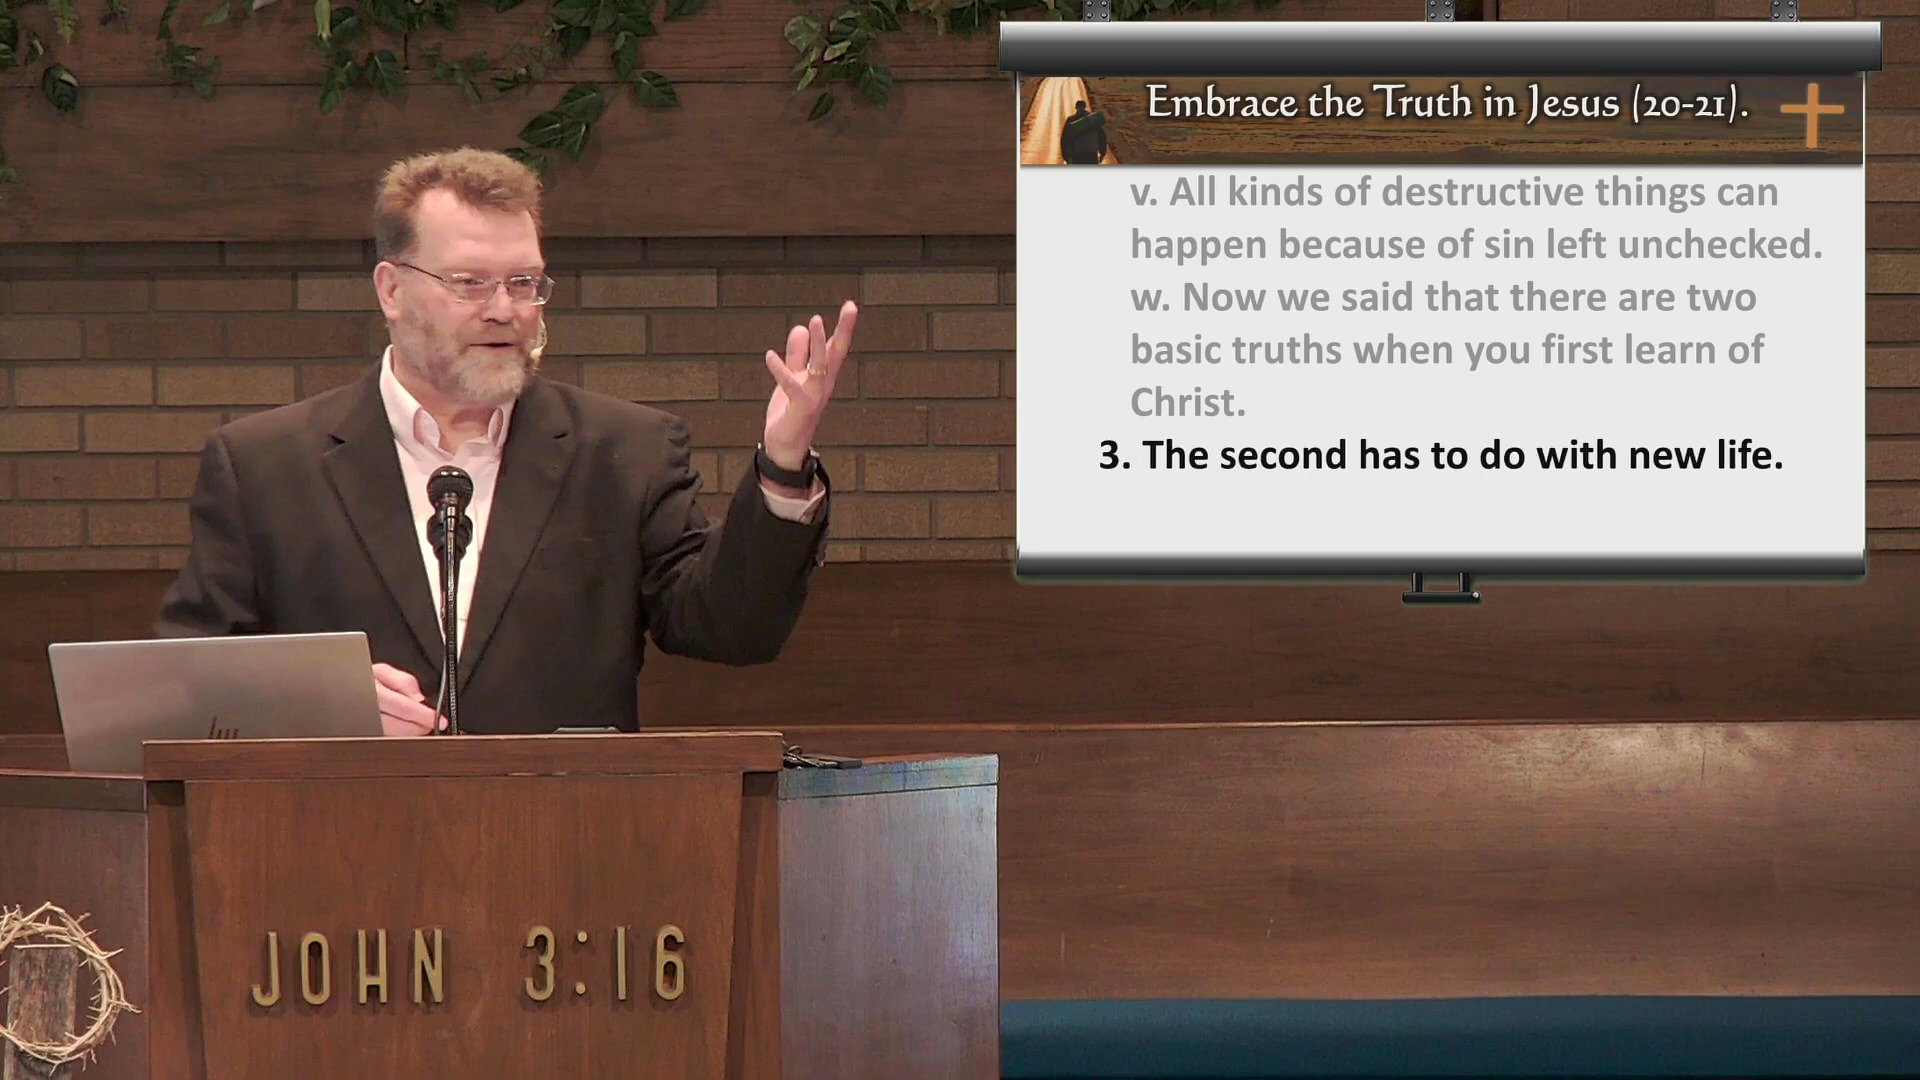 Embrace the Truth in Jesus (20-21).
v. All kinds of destructive things can
happen because of sin left unchecked.
w. Now we said that there are two
basic truths when you first learn of
Christ.
3. The second has to do with new life.
hp
JOHN 3:16